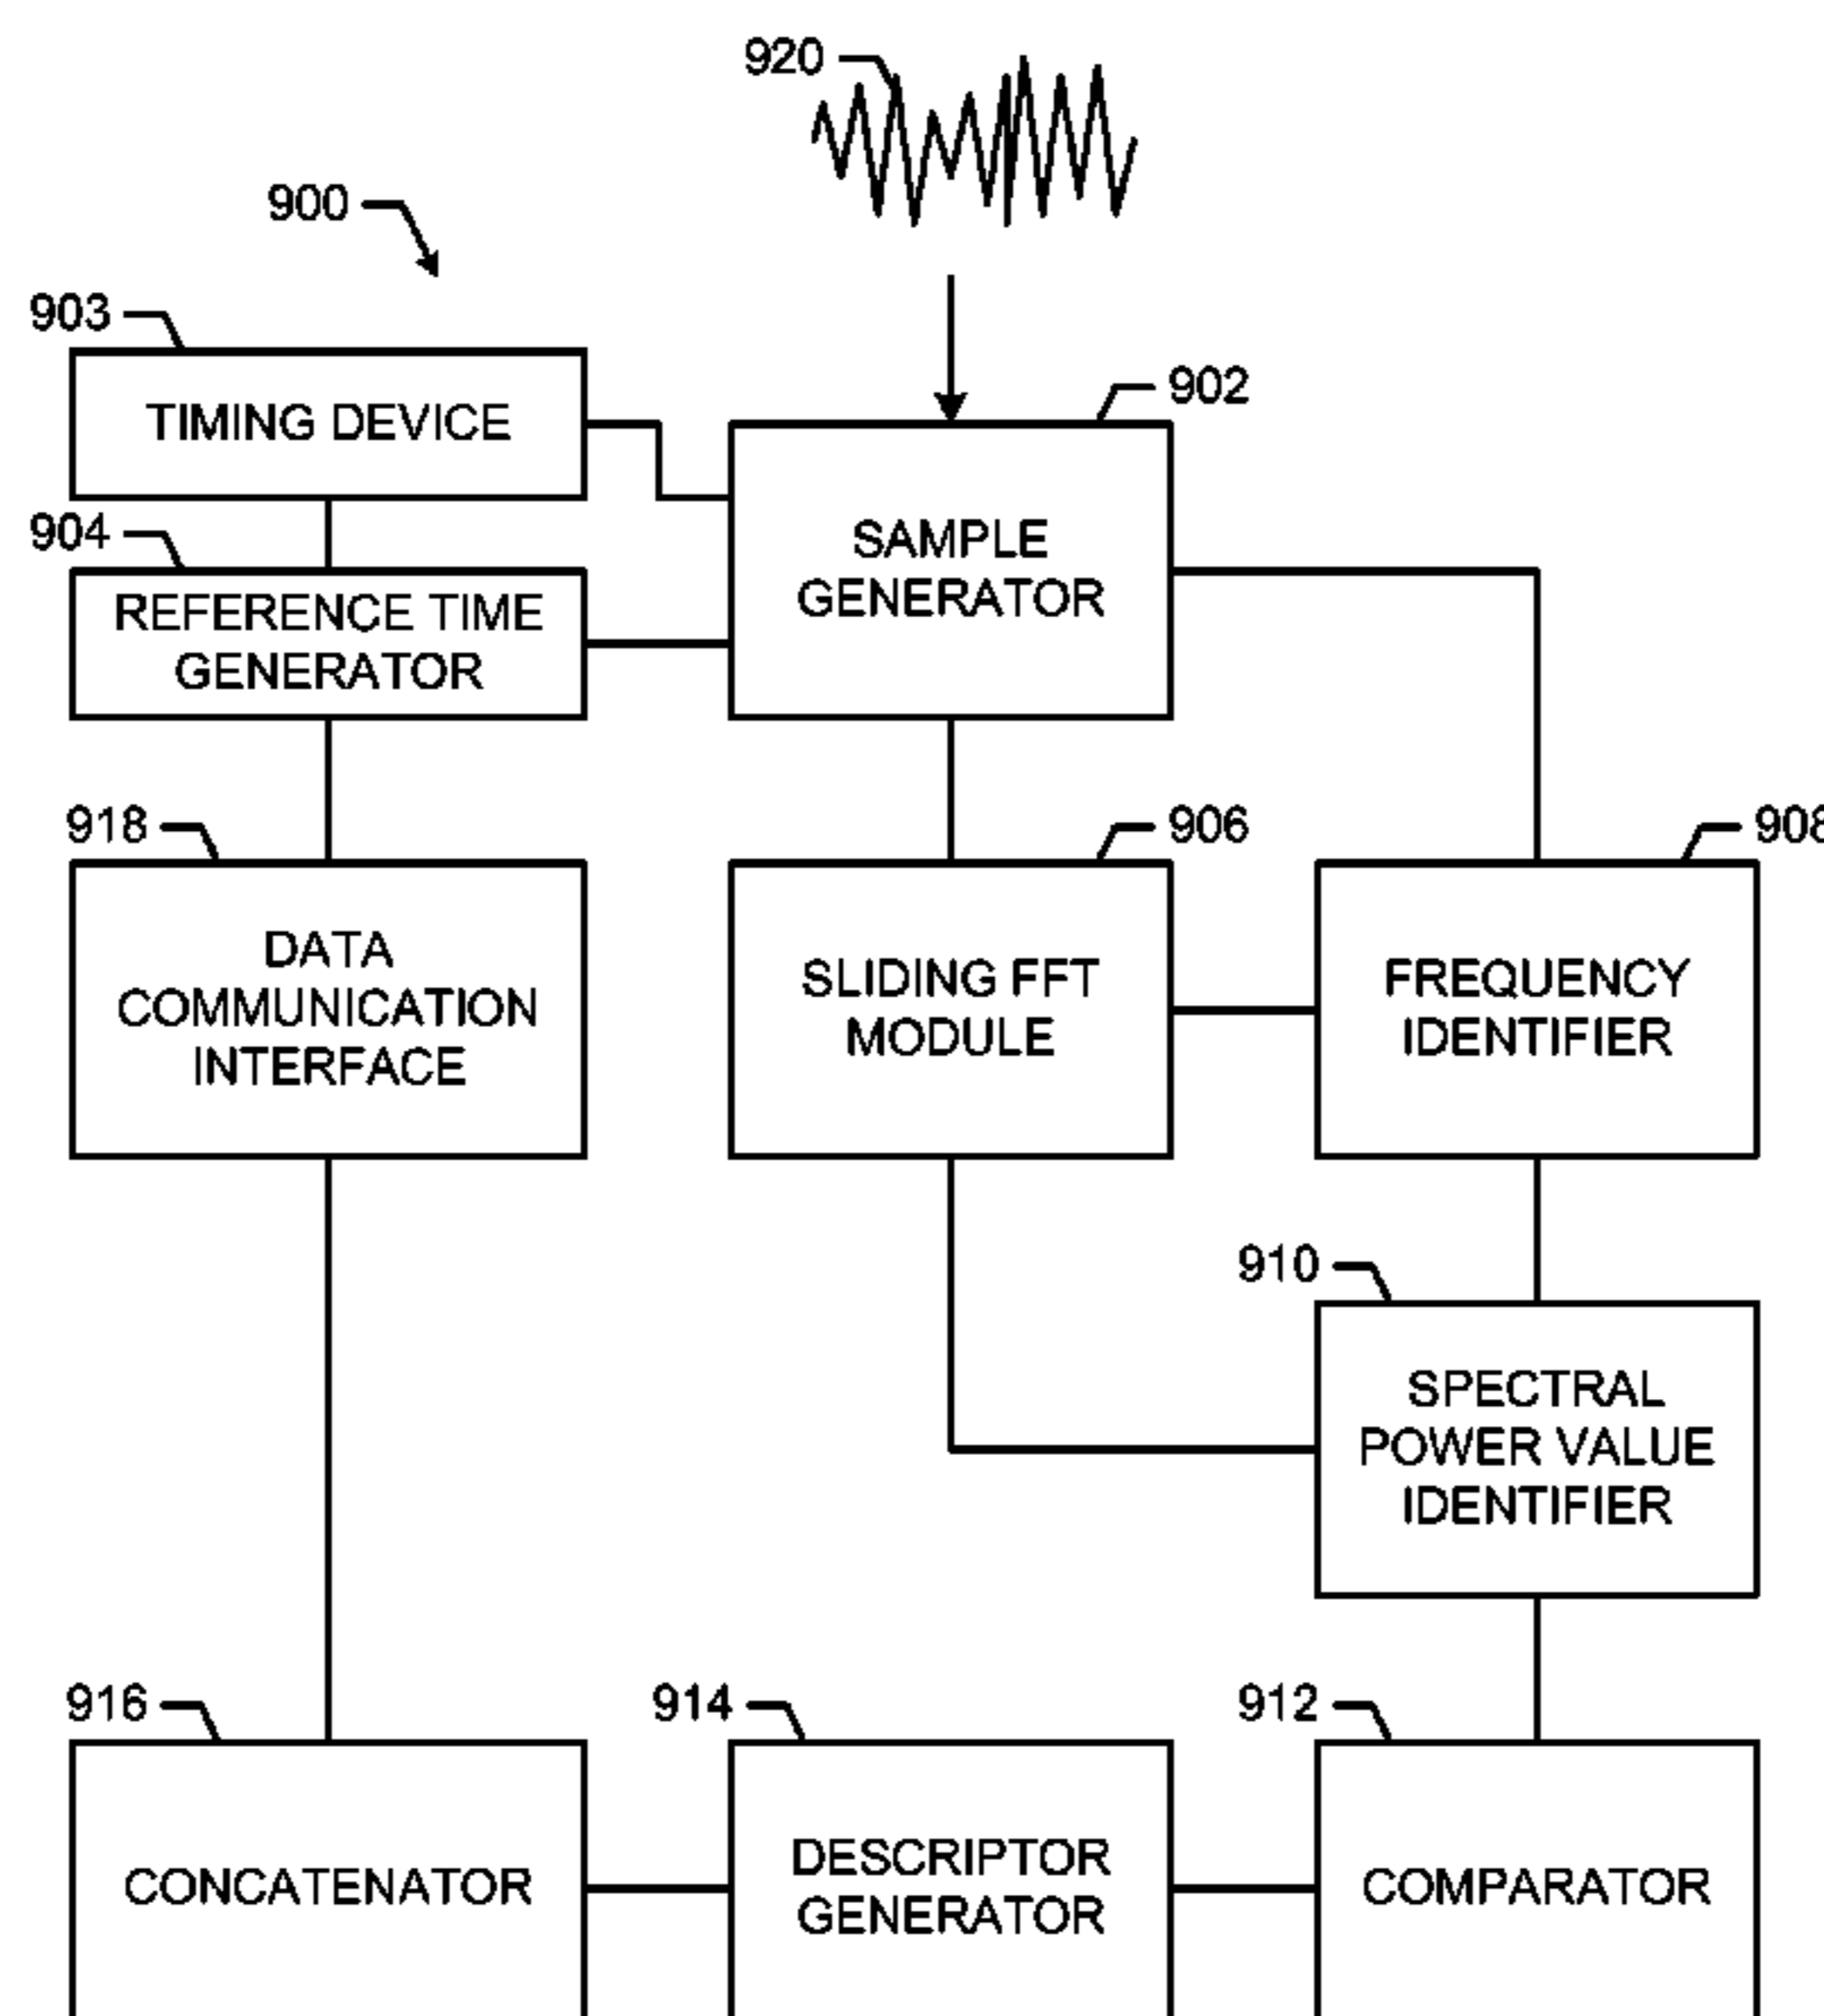 920
900
903
TIMING DEVICE
902
SAMPLE
GENERATOR
904
REFERENCE TIME
GENERATOR
918
DATA
COMMUNICATION
INTERFACE
906
SLIDING FFT
MODULE
908
FREQUENCY
IDENTIFIER
910
SPECTRAL
POWER VALUE
IDENTIFIER
916
CONCATENATOR
914
DESCRIPTOR
GENERATOR
912
COMPARATOR